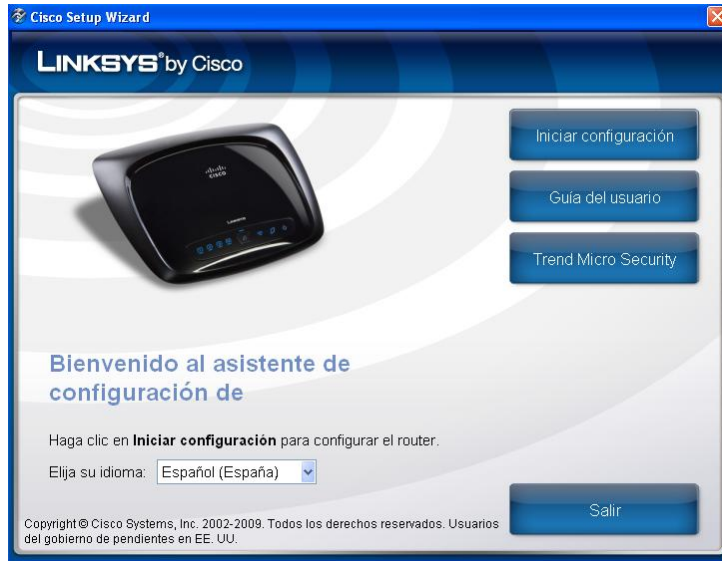 Cisco Setup Wizard
LINKSYS® by Cisco
Iniciar configuración
Guía del usuario
Trend Micro Security
CISCO
LINKSYS
Bienvenido al asistente de
configuración de
Haga clic en Iniciar configuración para configurar el router.
Elija su idioma: Español (España)
Salir
Copyright © Cisco Systems, Inc. 2002-2009. Todos los derechos reservados. Usuarios
del gobierno de pendientes en EE. UU.